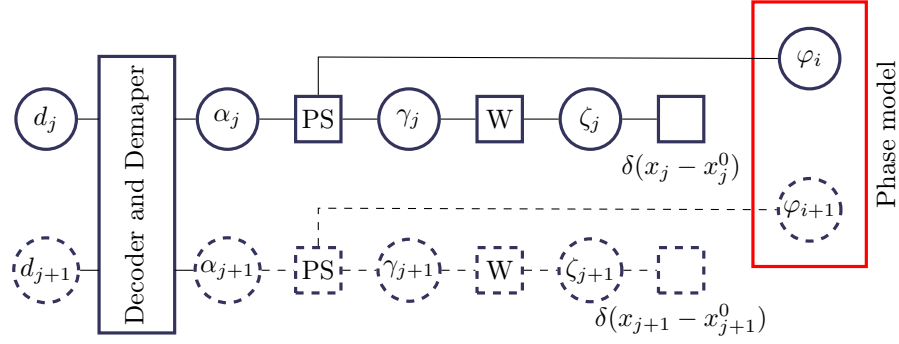 φ_i
d_j
Decoder and Demaper
α_j
PS
γ_j
W
ζ_j
δ(x_j − x_j^0)
Phase model
φ_{i+1}
d_{j+1}
α_{j+1}
PS
γ_{j+1}
W
ζ_{j+1}
δ(x_{j+1} − x_{j+1}^0)